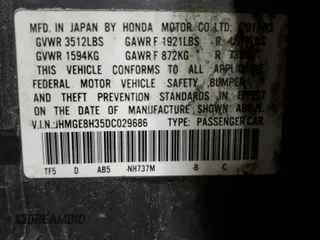 MFD. IN JAPAN BY HONDA MOTOR CO., LTD.
GVWR 3512LBS GAWR F 1921LBS R
GVWR 1594KG GAWR F 872KG R
THIS VEHICLE CONFORMS TO ALL APPLICABLE
FEDERAL MOTOR VEHICLE SAFETY, BUMPER
AND THEFT PREVENTION STANDARDS IN EFFECT
ON THE DATE OF MANUFACTURE SHOWN ABOVE.
V.I.N.: JHMGE8H35DC029686 TYPE: PASSENGER CAR
TF5 D AB5 -NH737M -B -C
DREAMBID